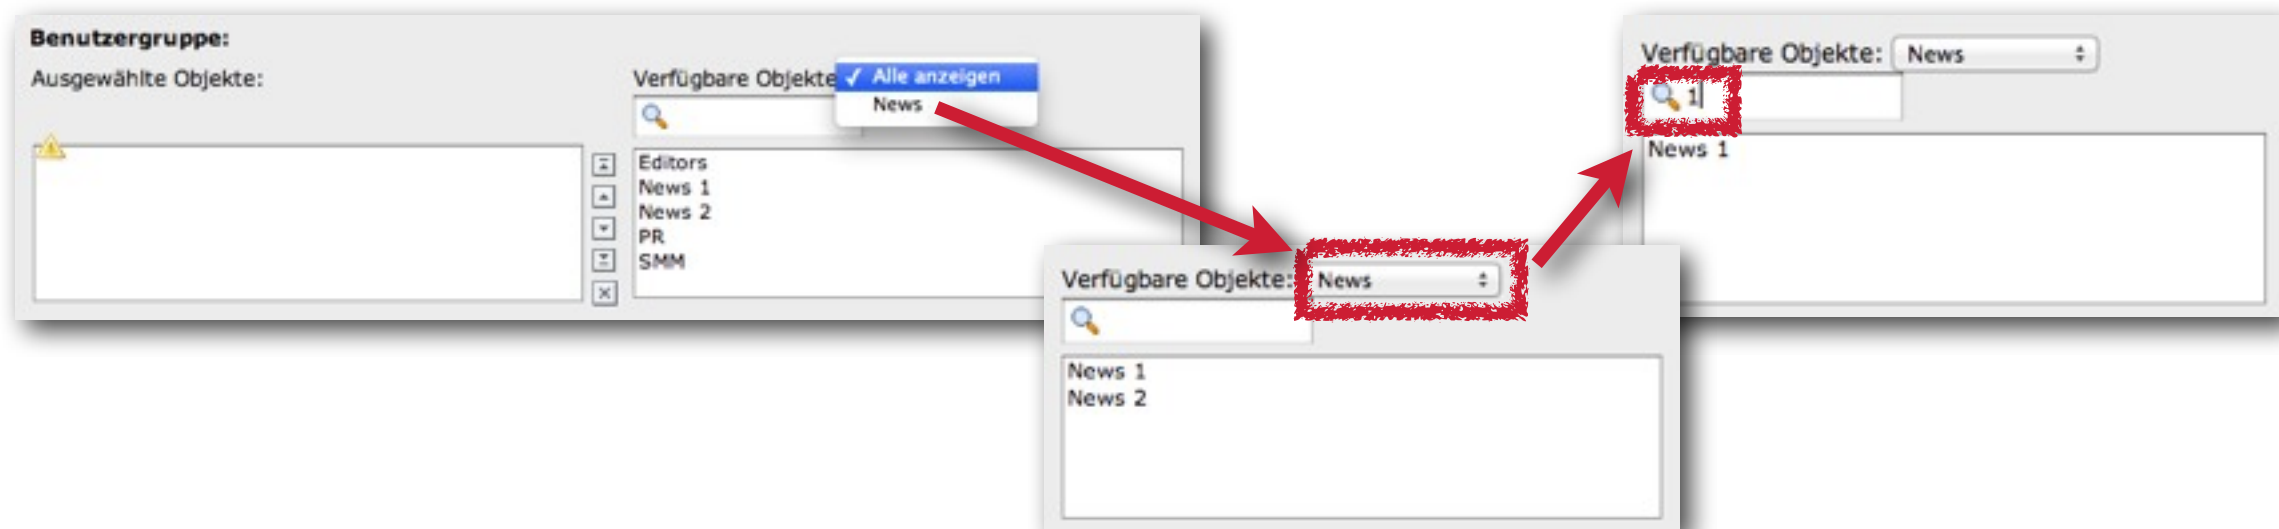 Benutzergruppe:
Ausgewählte Objekte:
Verfügbare Objekte
✓ Alle anzeigen
News
Editors
News 1
News 2
PR
SMM
Verfügbare Objekte:
News
News 1
News 2
Verfügbare Objekte:
News
1
News 1